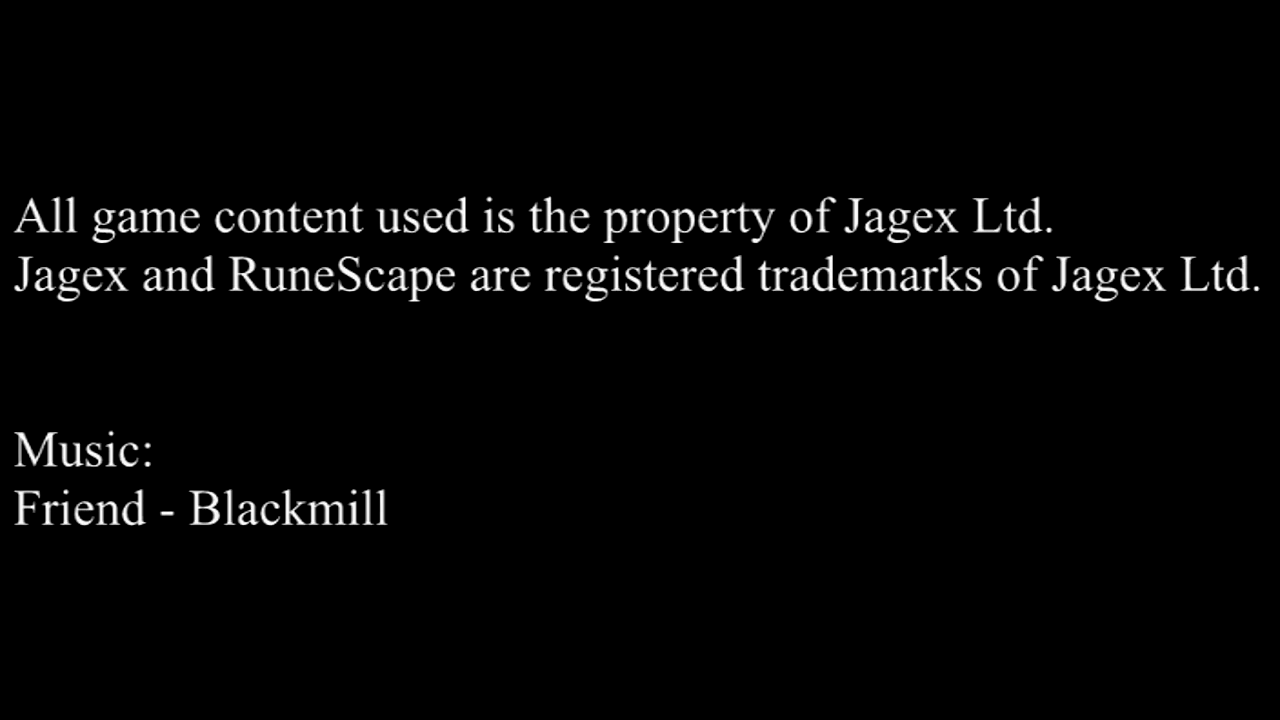 All game content used is the property of Jagex Ltd.
Jagex and RuneScape are registered trademarks of Jagex Ltd.
Music:
Friend - Blackmill